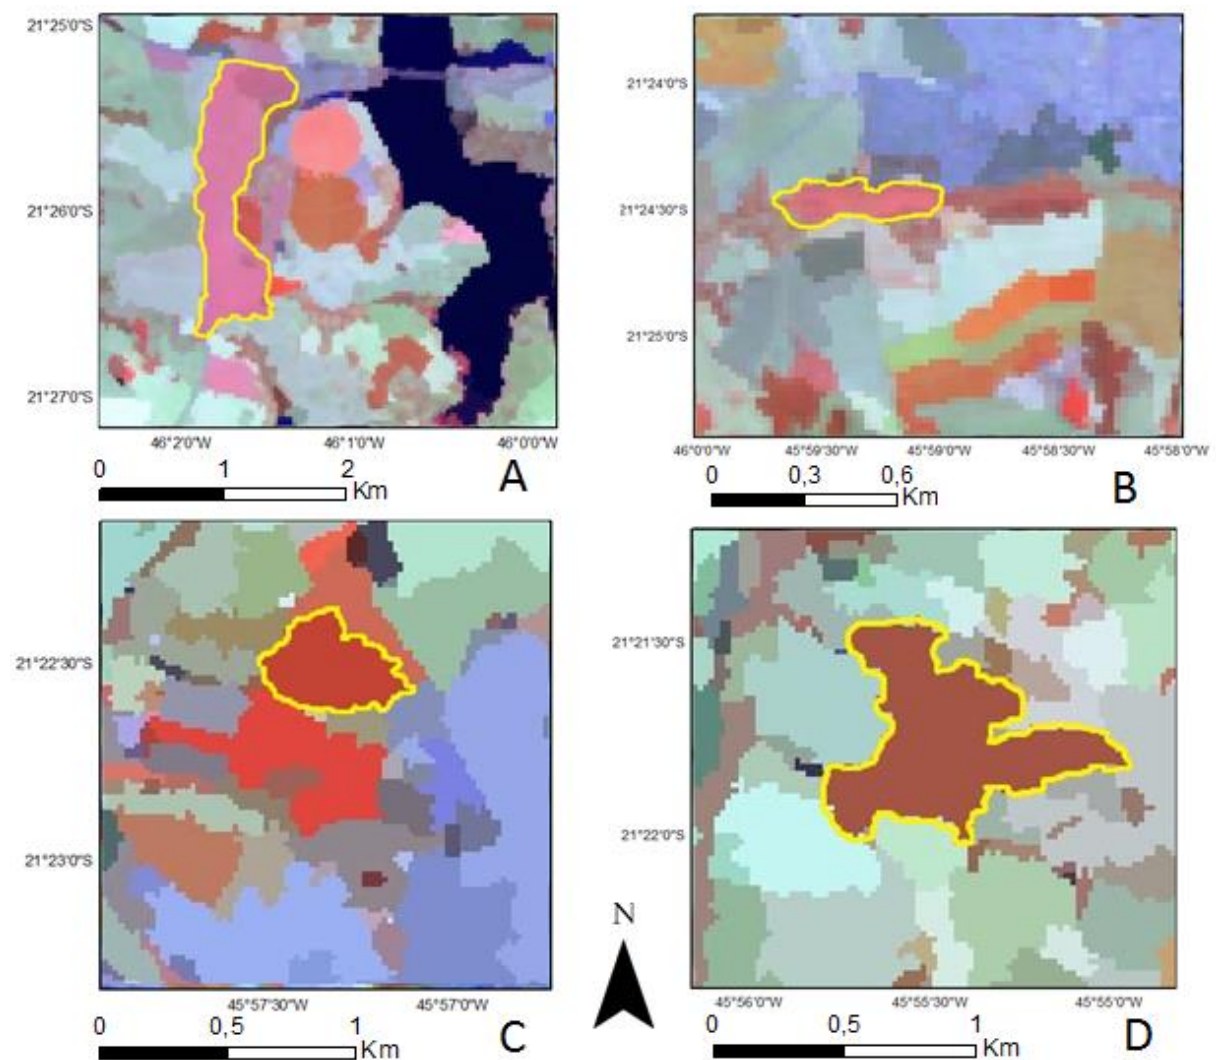 21°25'0"S
21°26'0"S
21°27'0"S
46°2'0"W 46°1'0"W 46°0'0"W
0 1 2
Km
A
21°24'0"S
21°24'30"S
21°25'0"S
46°0'0"W 45°59'30"W 45°59'0"W 45°58'30"W 45°58'0"W
0 0,3 0,6
Km
B
21°22'30"S
21°23'0"S
45°57'30"W 45°57'0"W
0 0,5 1
Km
C
N
21°21'30"S
21°22'0"S
45°56'0"W 45°55'30"W 45°55'0"W
0 0,5 1
Km
D